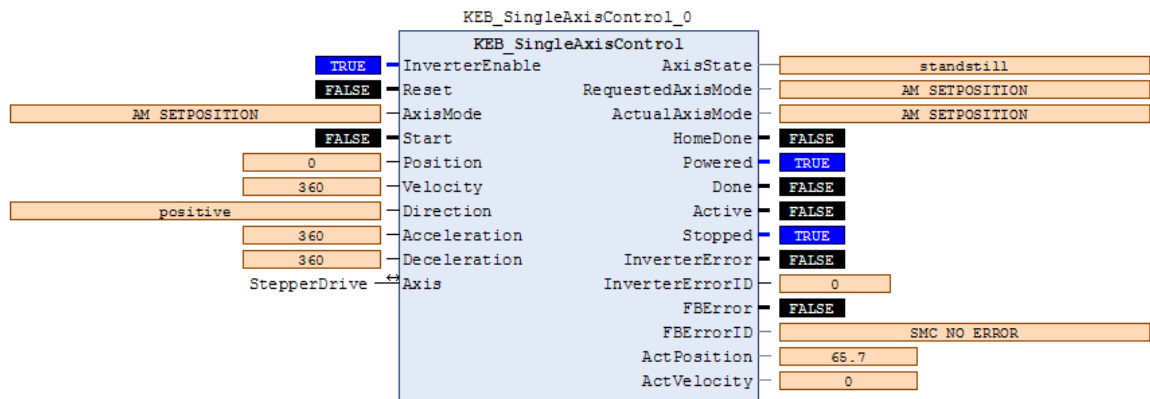 KEB_SingleAxisControl_0
KEB_SingleAxisControl
TRUE InverterEnable AxisState standstill
FALSE Reset RequestedAxisMode AM SETPOSITION
AM SETPOSITION AxisMode ActualAxisMode AM SETPOSITION
FALSE Start HomeDone FALSE
0 Position Powered TRUE
360 Velocity Done FALSE
positive Direction Active FALSE
360 Acceleration Stopped TRUE
360 Deceleration InverterError FALSE
StepperDrive Axis InverterErrorID 0
FBError FALSE
FBErrorID SMC NO ERROR
ActPosition 65.7
ActVelocity 0